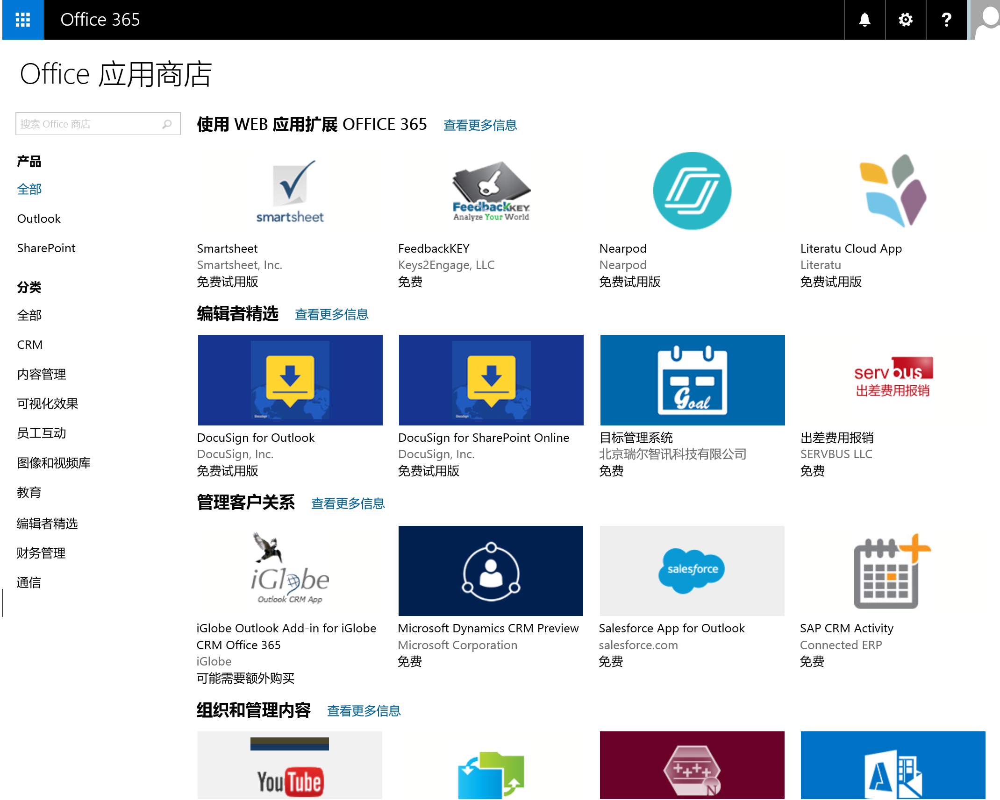 Office 365
Office 应用商店
搜索 Office 商店
产品
全部
Outlook
SharePoint
分类
全部
CRM
内容管理
可视化效果
员工互动
图像和视频库
教育
编辑者精选
财务管理
通信
使用 WEB 应用扩展 OFFICE 365 查看更多信息
smartsheet
Smartsheet
Smartsheet, Inc.
免费试用版
FeedbackKEY
Analyze Your World
FeedbackKEY
Keys2Engage, LLC
免费
Nearpod
Nearpod
免费试用版
Literatu Cloud App
Literatu
免费试用版
编辑者精选 查看更多信息
DocuSign
DocuSign for Outlook
DocuSign, Inc.
免费试用版
DocuSign
DocuSign for SharePoint Online
DocuSign, Inc.
免费试用版
Goal
目标管理系统
北京瑞尔智讯科技有限公司
免费
servbus
出差费用报销
出差费用报销
SERVBUS LLC
免费
管理客户关系 查看更多信息
iGlobe
Outlook CRM App
iGlobe Outlook Add-in for iGlobe
CRM Office 365
iGlobe
可能需要额外购买
Microsoft Dynamics CRM Preview
Microsoft Corporation
免费
salesforce
Salesforce App for Outlook
salesforce.com
免费
SAP CRM Activity
Connected ERP
免费
组织和管理内容 查看更多信息
YouTube
N
A